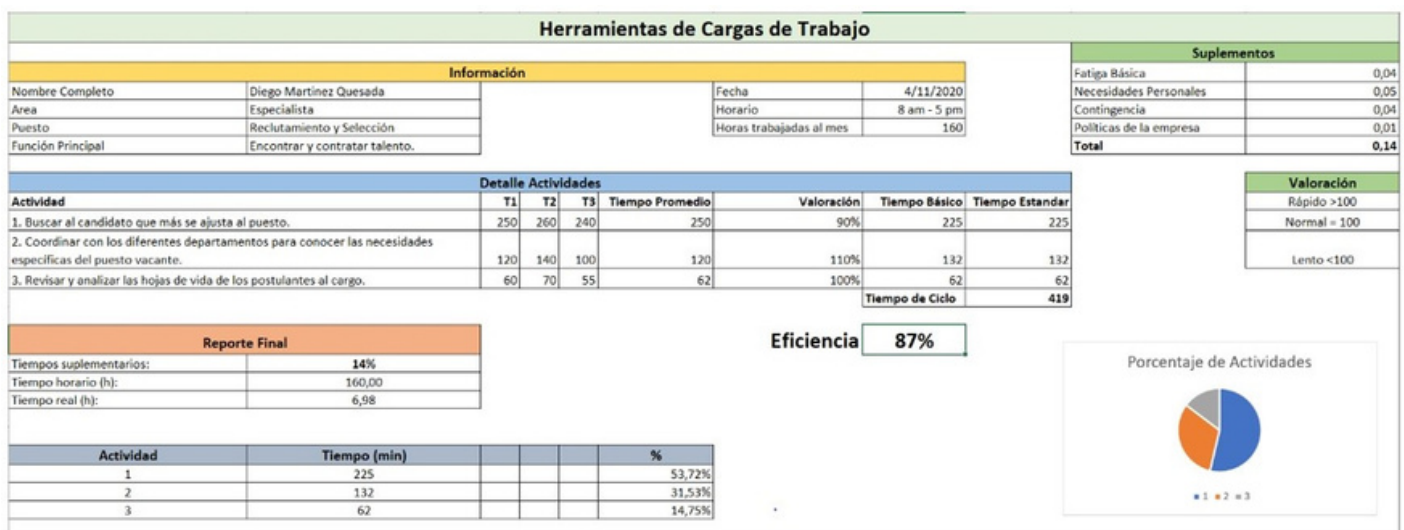 Herramientas de Cargas de Trabajo
Suplementos
Información
Fatiga Básica 0,04
Nombre Completo Diego Martinez Quesada Fecha 4/11/2020 Necesidades Personales 0,05
Area Especialista Horario 8 am - 5 pm Contingencia 0,04
Puesto Reclutamiento y Selección Horas trabajadas al mes 160 Políticas de la empresa 0,01
Función Principal Encontrar y contratar talento. Total 0,14
Detalle Actividades Valoración
Actividad T1 T2 T3 Tiempo Promedio Valoración Tiempo Básico Tiempo Estandar Rápido >100
1. Buscar al candidato que más se ajusta al puesto. 250 260 240 250 90% 225 225 Normal = 100
2. Coordinar con los diferentes departamentos para conocer las necesidades
especificas del puesto vacante. 120 140 100 120 110% 132 132 Lento <100
3. Revisar y analizar las hojas de vida de los postulantes al cargo. 60 70 55 62 100% 62 62
Tiempo de Ciclo 419
Eficiencia 87%
Reporte Final
Tiempos suplementarios: 14%
Tiempo horario (h): 160,00
Tiempo real (h): 6,98
Porcentaje de Actividades
1 2 3
Actividad Tiempo (min) %
1 225 53,72%
2 132 31,53%
3 62 14,75%